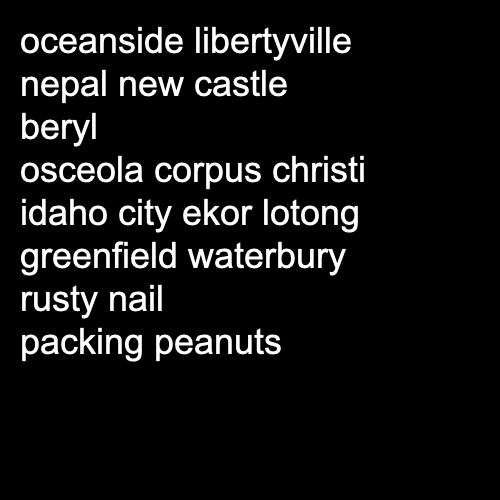 oceanside libertyville
nepal new castle
beryl
osceola corpus christi
idaho city ekor lotong
greenfield waterbury
rusty nail
packing peanuts